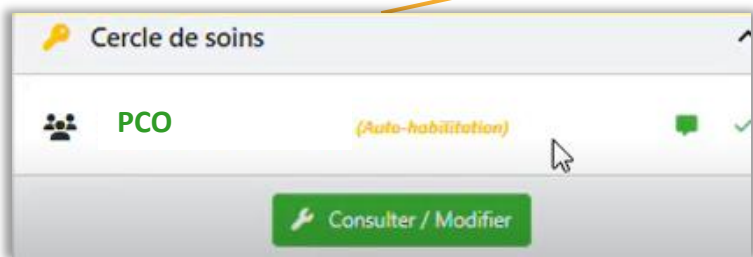 Cercle de soins
PCO (Auto-habilitation)
Consulter / Modifier